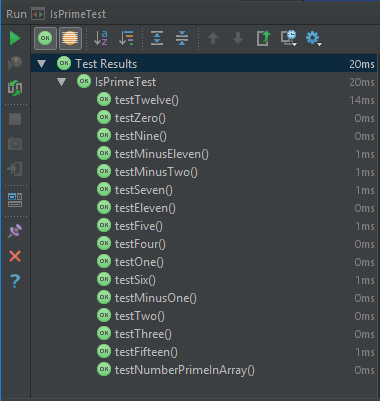 Run IsPrimeTest
OK
Test Results 20ms
OK IsPrimeTest 20ms
OK testTwelve() 14ms
OK testZero() 0ms
OK testNine() 0ms
OK testMinusEleven() 1ms
OK testMinusTwo() 1ms
OK testSeven() 1ms
OK testEleven() 0ms
OK testFive() 1ms
OK testFour() 0ms
OK testOne() 0ms
OK testSix() 1ms
OK testMinusOne() 0ms
OK testTwo() 0ms
OK testThree() 0ms
OK testFifteen() 1ms
OK testNumberPrimeInArray() 0ms